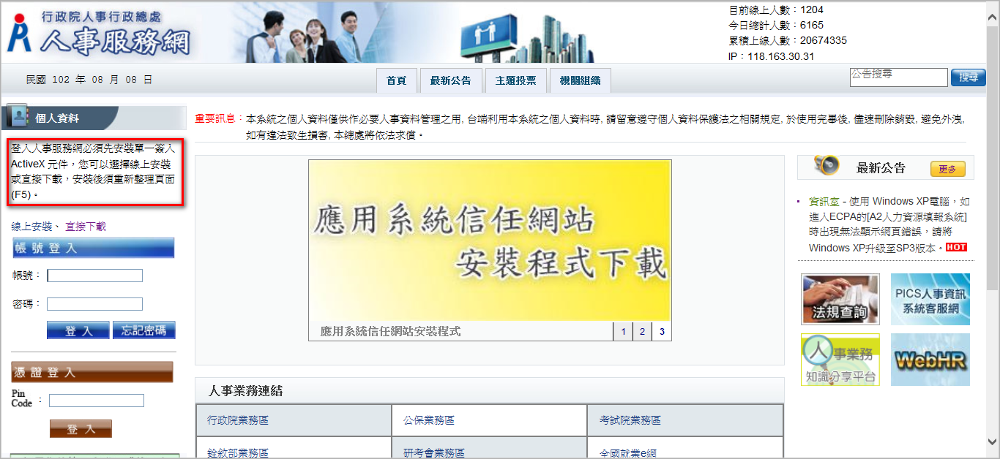 行政院人事行政總處
人事服務網
目前線上人數：1204
今日總計人數：6165
累積上線人數：20674335
IP：118.163.30.31
民國 102 年 08 月 08 日
首頁
最新公告
主題投票
機關組織
公告搜尋
搜尋
個人資料
重要訊息：
本系統之個人資料僅供作必要人事資料管理之用, 台端利用本系統之個人資料時, 請留意遵守個人資料保護法之相關規定, 於使用完畢後, 儘速刪除銷毀, 避免外洩,
如有違法致生損害, 本總處將依法求償。
登入人事服務網必須先安裝單一簽入
ActiveX 元件，您可以選擇線上安裝
或直接下載，安裝後須重新整理頁面
(F5)。
線上安裝、 直接下載
帳 號 登 入
帳號：
密碼：
登 入
忘記密碼
憑 證 登 入
Pin
Code ：
登 入
應用系統信任網站
安裝程式下載
應用系統信任網站安裝程式
1 2 3
人事業務連結
行政院業務區
公保業務區
考試院業務區
銓敘部業務區
研考會業務區
全國就業e網
最新公告
更多
資訊室 - 使用 Windows XP電腦，如
進入ECPA的[A2人力資源填報系統]
時出現無法顯示網頁錯誤，請將
Windows XP升級至SP3版本。HOT
法規查詢
PICS人事資訊
系統客服網
人事業務
知識分享平台
WebHR